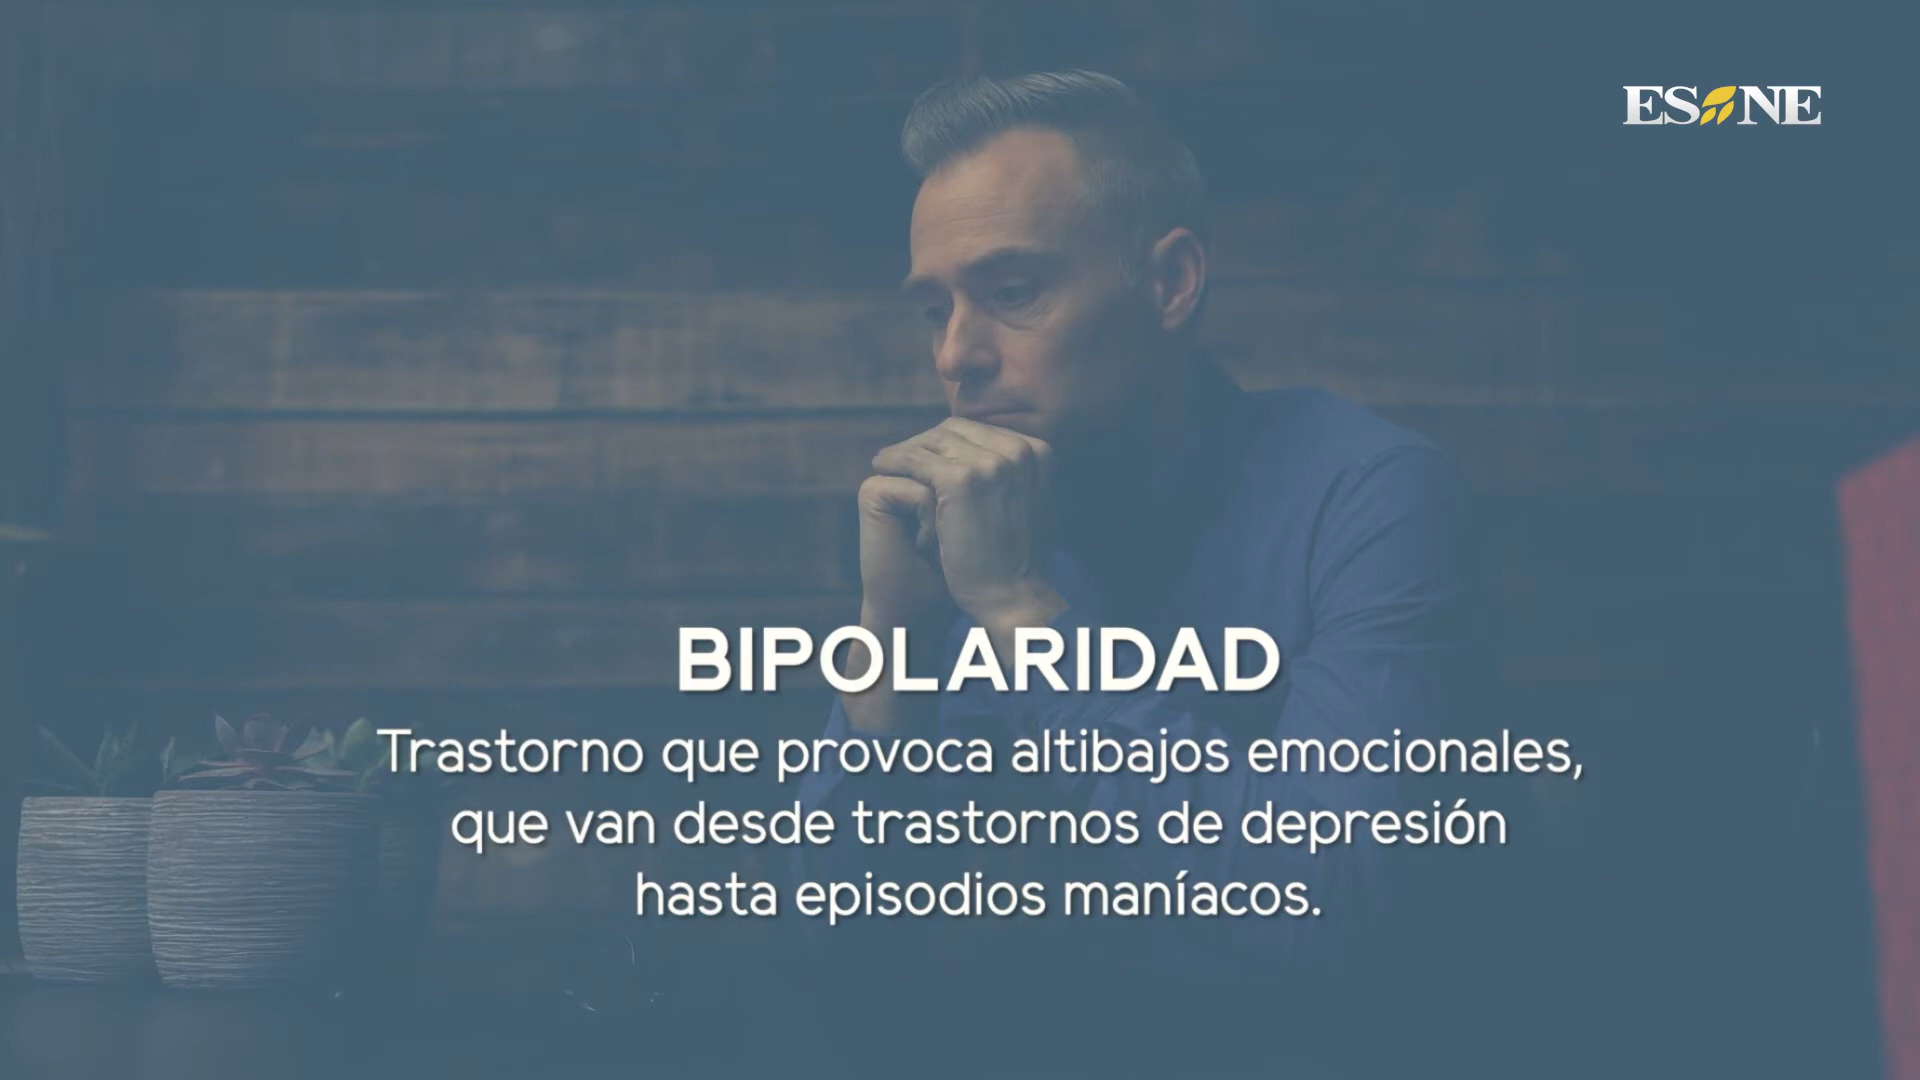 ESNE
BIPOLARIDAD
Trastorno que provoca altibajos emocionales,
que van desde trastornos de depresión
hasta episodios maníacos.